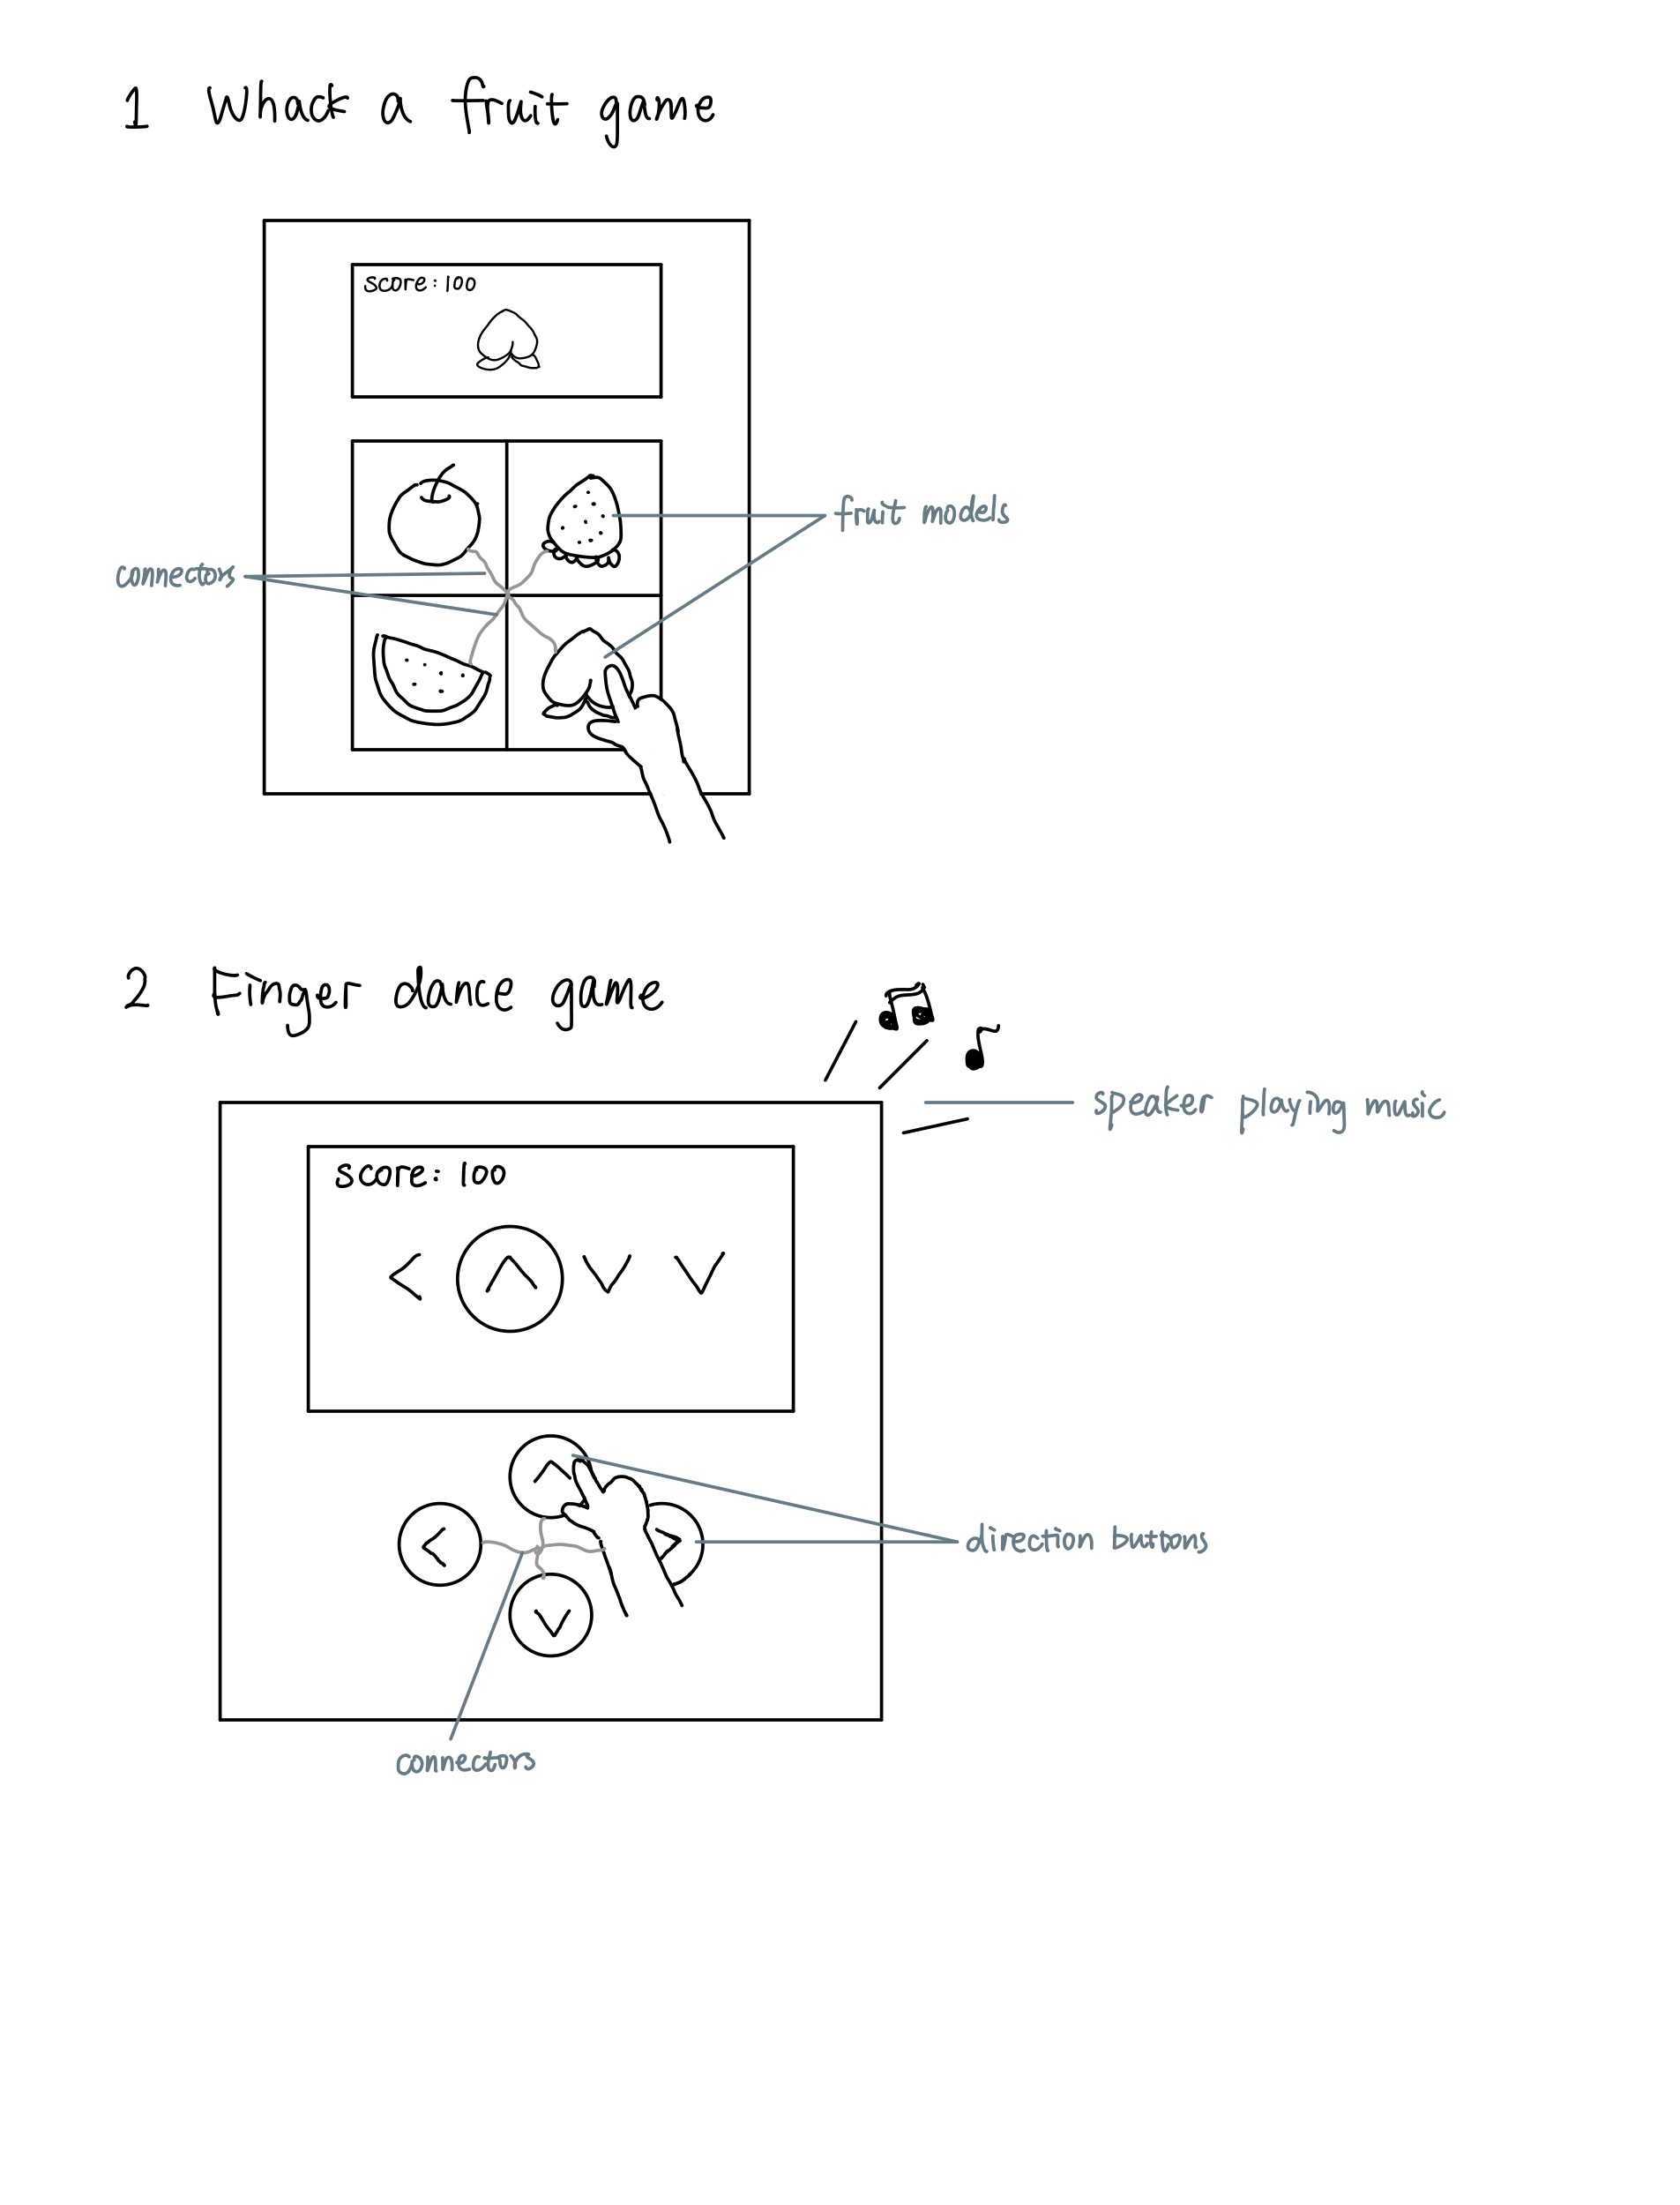 1 Whack a fruit game
score: 100
fruit models
connectors
2 Finger dance game
speaker playing music
score: 100
< ^ v v
^
< >
v
direction buttons
connectors